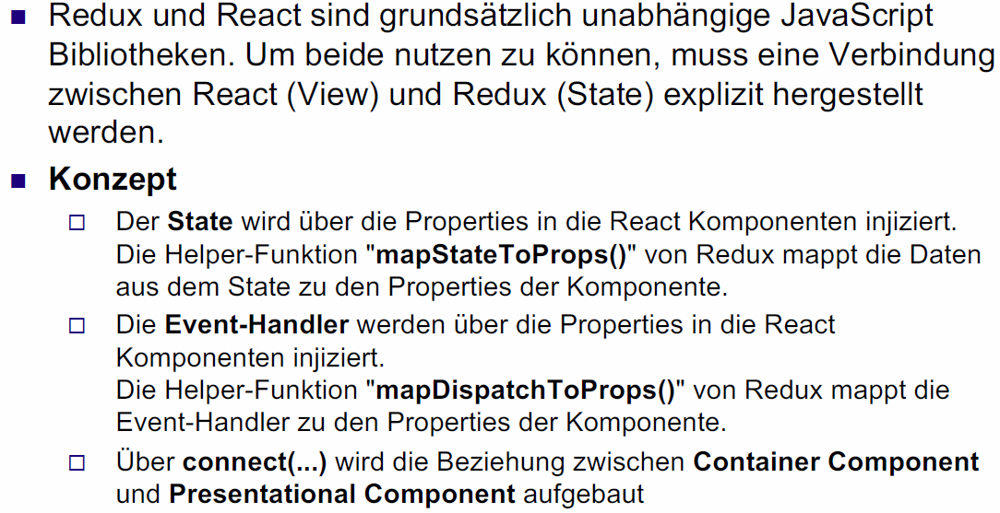 Redux und React sind grundsätzlich unabhängige JavaScript
Bibliotheken. Um beide nutzen zu können, muss eine Verbindung
zwischen React (View) und Redux (State) explizit hergestellt
werden.
Konzept
Der State wird über die Properties in die React Komponenten injiziert.
Die Helper-Funktion "mapStateToProps()" von Redux mappt die Daten
aus dem State zu den Properties der Komponente.
Die Event-Handler werden über die Properties in die React
Komponenten injiziert.
Die Helper-Funktion "mapDispatchToProps()" von Redux mappt die
Event-Handler zu den Properties der Komponente.
Über connect(...) wird die Beziehung zwischen Container Component
und Presentational Component aufgebaut